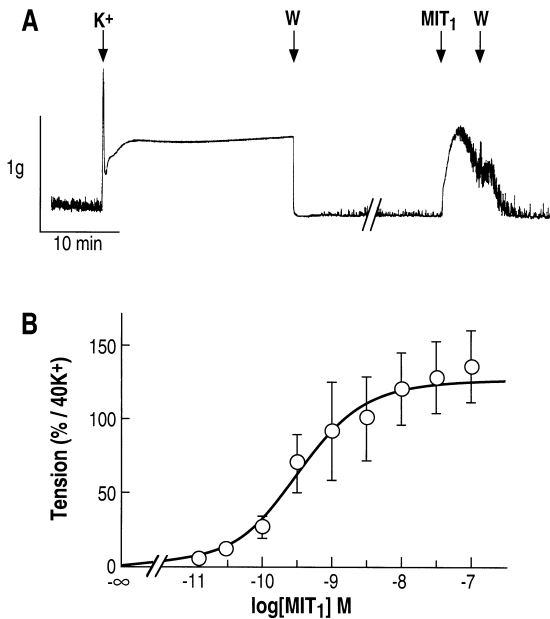 A
K+
W
MIT1
W
1g
10 min
B
Tension (% / 40K+)
150
100
50
0
-∞
-11
-10
-9
-8
-7
log[MIT1] M